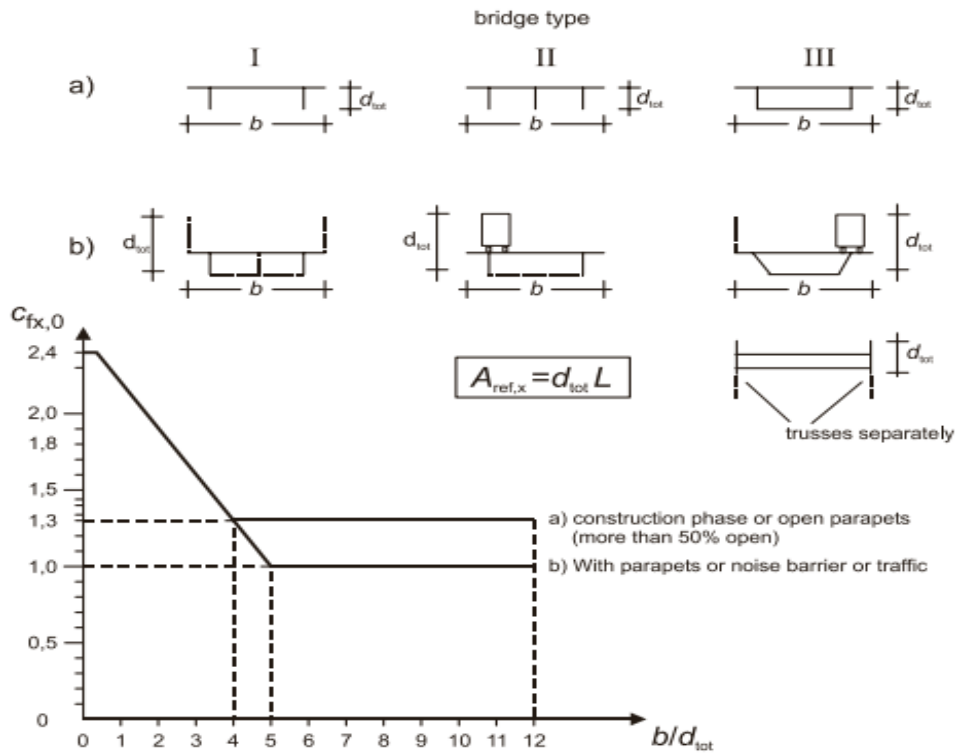 bridge type
I II III
a) d_tot d_tot d_tot
b b b
b) d_tot d_tot d_tot
b b b
c_fx,0
A_ref,x = d_tot L
d_tot
trusses separately
2,4
2,0
1,8
1,5
1,3
a) construction phase or open parapets
(more than 50% open)
1,0
b) With parapets or noise barrier or traffic
0,5
0
0 1 2 3 4 5 6 7 8 9 10 11 12
b/d_tot